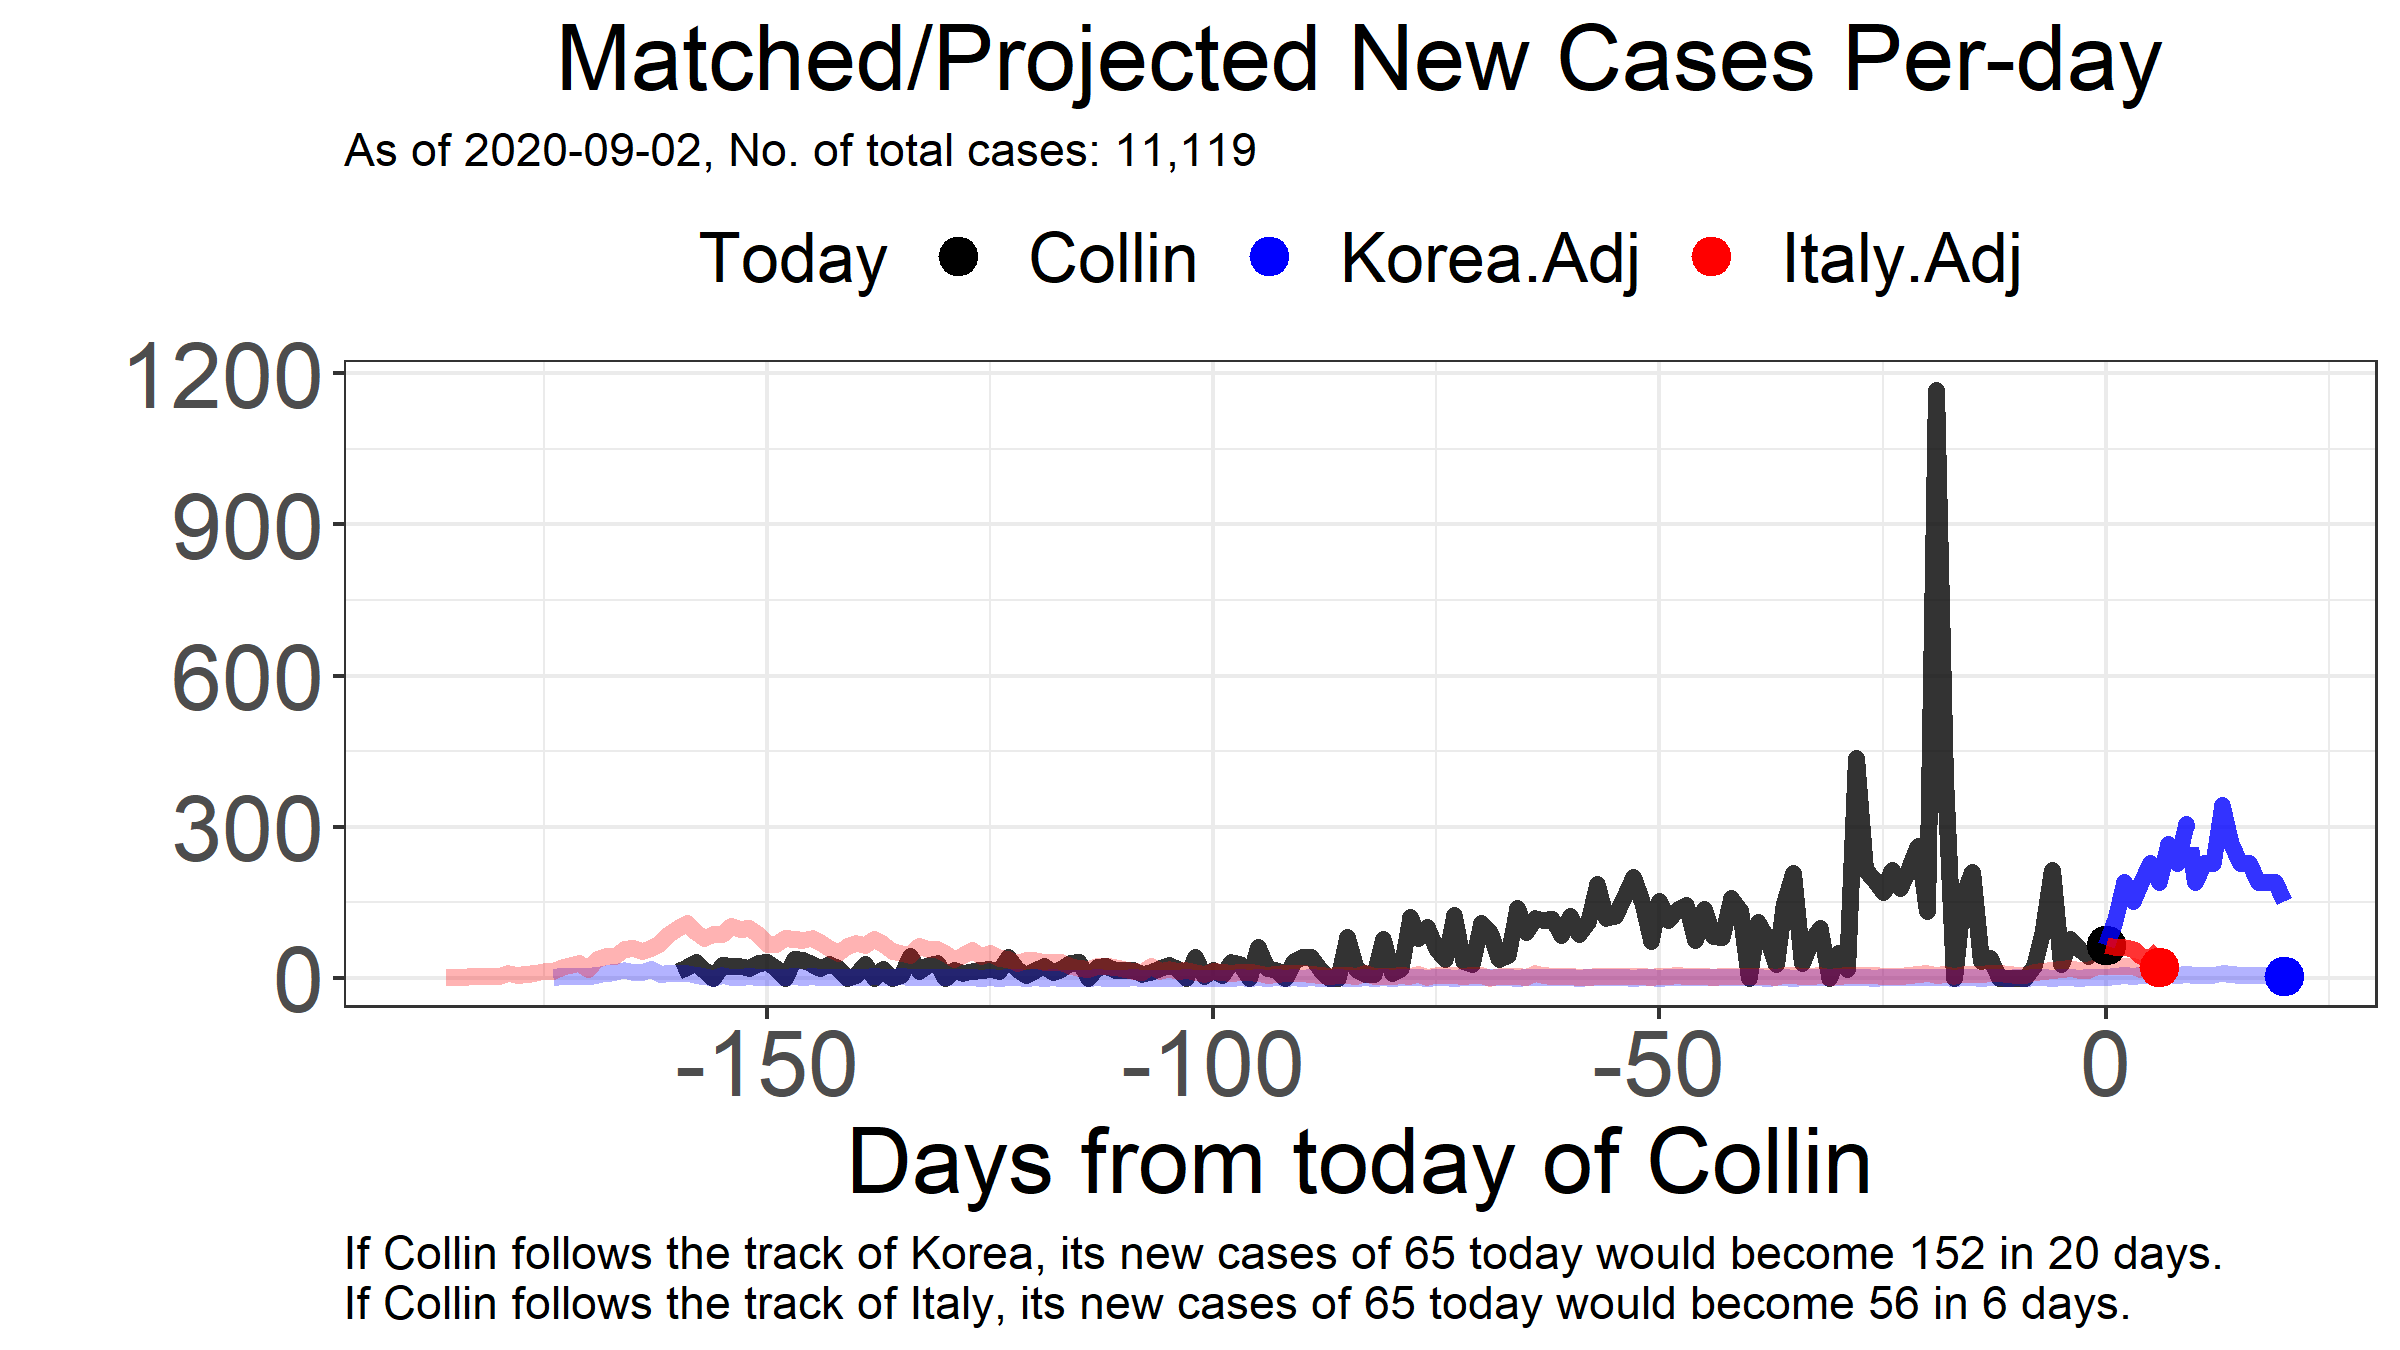 Matched/Projected New Cases Per-day
As of 2020-09-02, No. of total cases: 11,119
Today Collin Korea.Adj Italy.Adj
1200
900
600
300
0
-150 -100 -50 0
Days from today of Collin
If Collin follows the track of Korea, its new cases of 65 today would become 152 in 20 days.
If Collin follows the track of Italy, its new cases of 65 today would become 56 in 6 days.